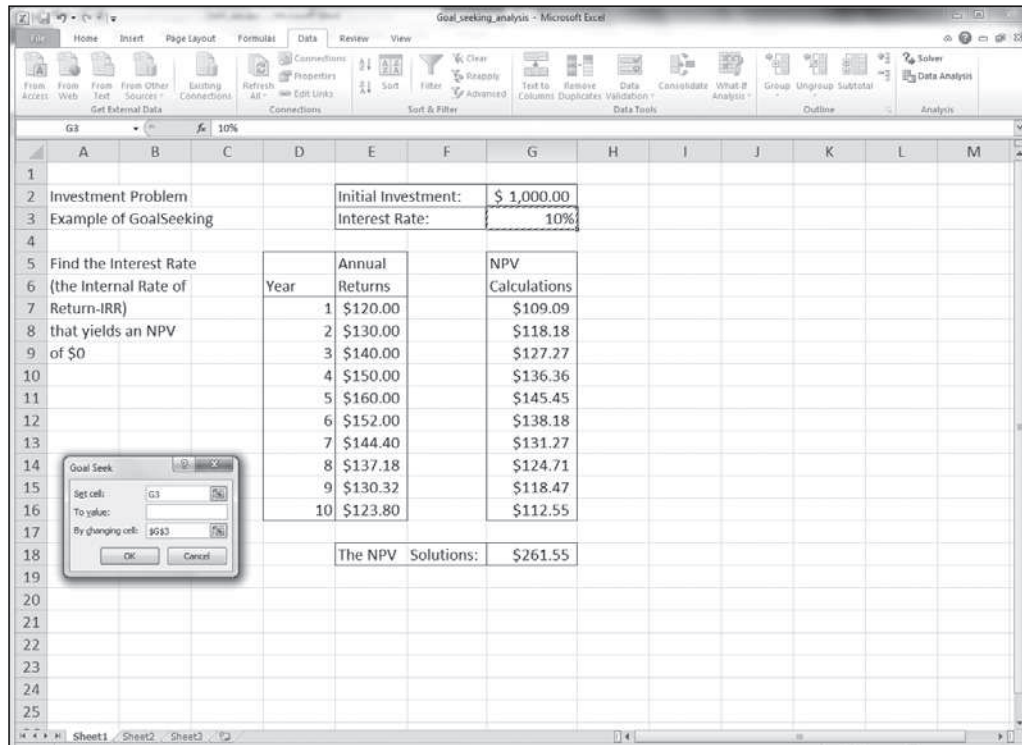 Goal_seeking_analysis - Microsoft Excel
File Home Insert Page Layout Formulas Data Review View
From Access From Web From Text From Other Sources Existing Connections Refresh All Connections Properties Edit Links Sort Filter Clear Reapply Advanced Text to Columns Remove Duplicates Data Validation Consolidate What-If Analysis Group Ungroup Subtotal Solver Data Analysis
Get External Data Connections Sort & Filter Data Tools Outline Analysis
G3 fx 10%
A B C D E F G H I J K L M
1
2 Investment Problem Initial Investment: $ 1,000.00
3 Example of GoalSeeking Interest Rate: 10%
4
5 Find the Interest Rate Annual NPV
6 (the Internal Rate of Year Returns Calculations
7 Return-IRR) 1 $120.00 $109.09
8 that yields an NPV 2 $130.00 $118.18
9 of $0 3 $140.00 $127.27
10 4 $150.00 $136.36
11 5 $160.00 $145.45
12 6 $152.00 $138.18
13 7 $144.40 $131.27
14 8 $137.18 $124.71
15 9 $130.32 $118.47
16 10 $123.80 $112.55
17
18 The NPV Solutions: $261.55
19
20
21
22
23
24
25
Goal Seek
Set cell: G3
To value:
By changing cell: $G$3
OK Cancel
Sheet1 Sheet2 Sheet3